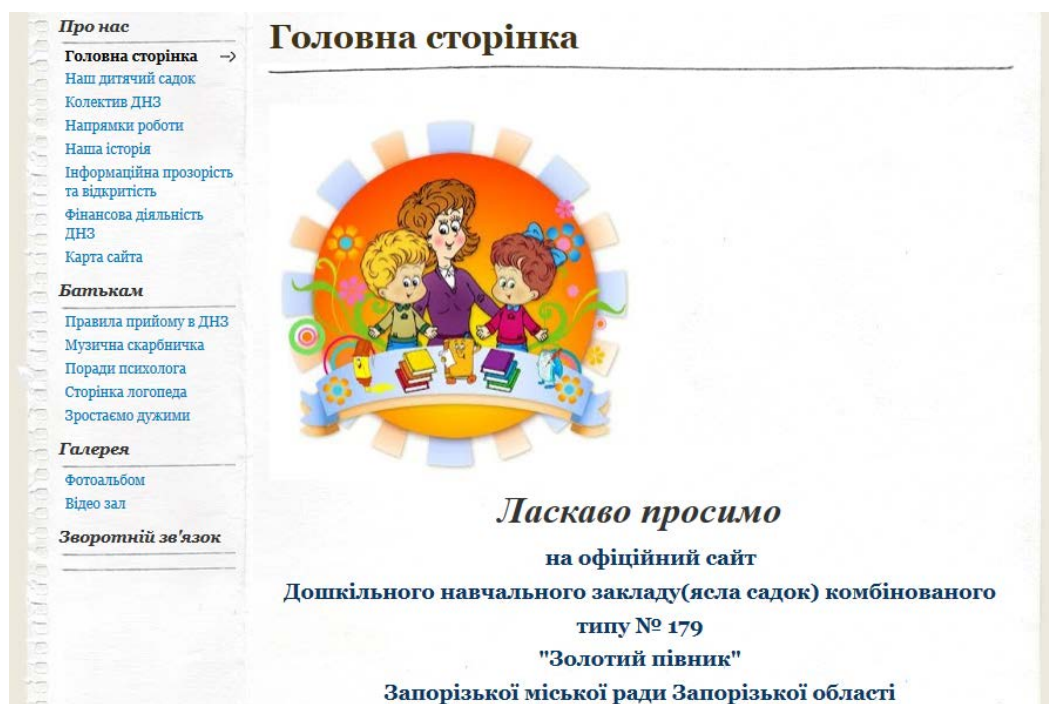 Про нас
Головна сторінка -->
Наш дитячий садок
Колектив ДНЗ
Напрямки роботи
Наша історія
Інформаційна прозорість
та відкритість
Фінансова діяльність
ДНЗ
Карта сайта
Батькам
Правила прийому в ДНЗ
Музична скарбничка
Поради психолога
Сторінка логопеда
Зростаємо дужими
Галерея
Фотоальбом
Відео зал
Зворотній зв'язок
Головна сторінка
Ласкаво просимо
на офіційний сайт
Дошкільного навчального закладу(ясла садок) комбінованого
типу № 179
"Золотий півник"
Запорізької міської ради Запорізької області